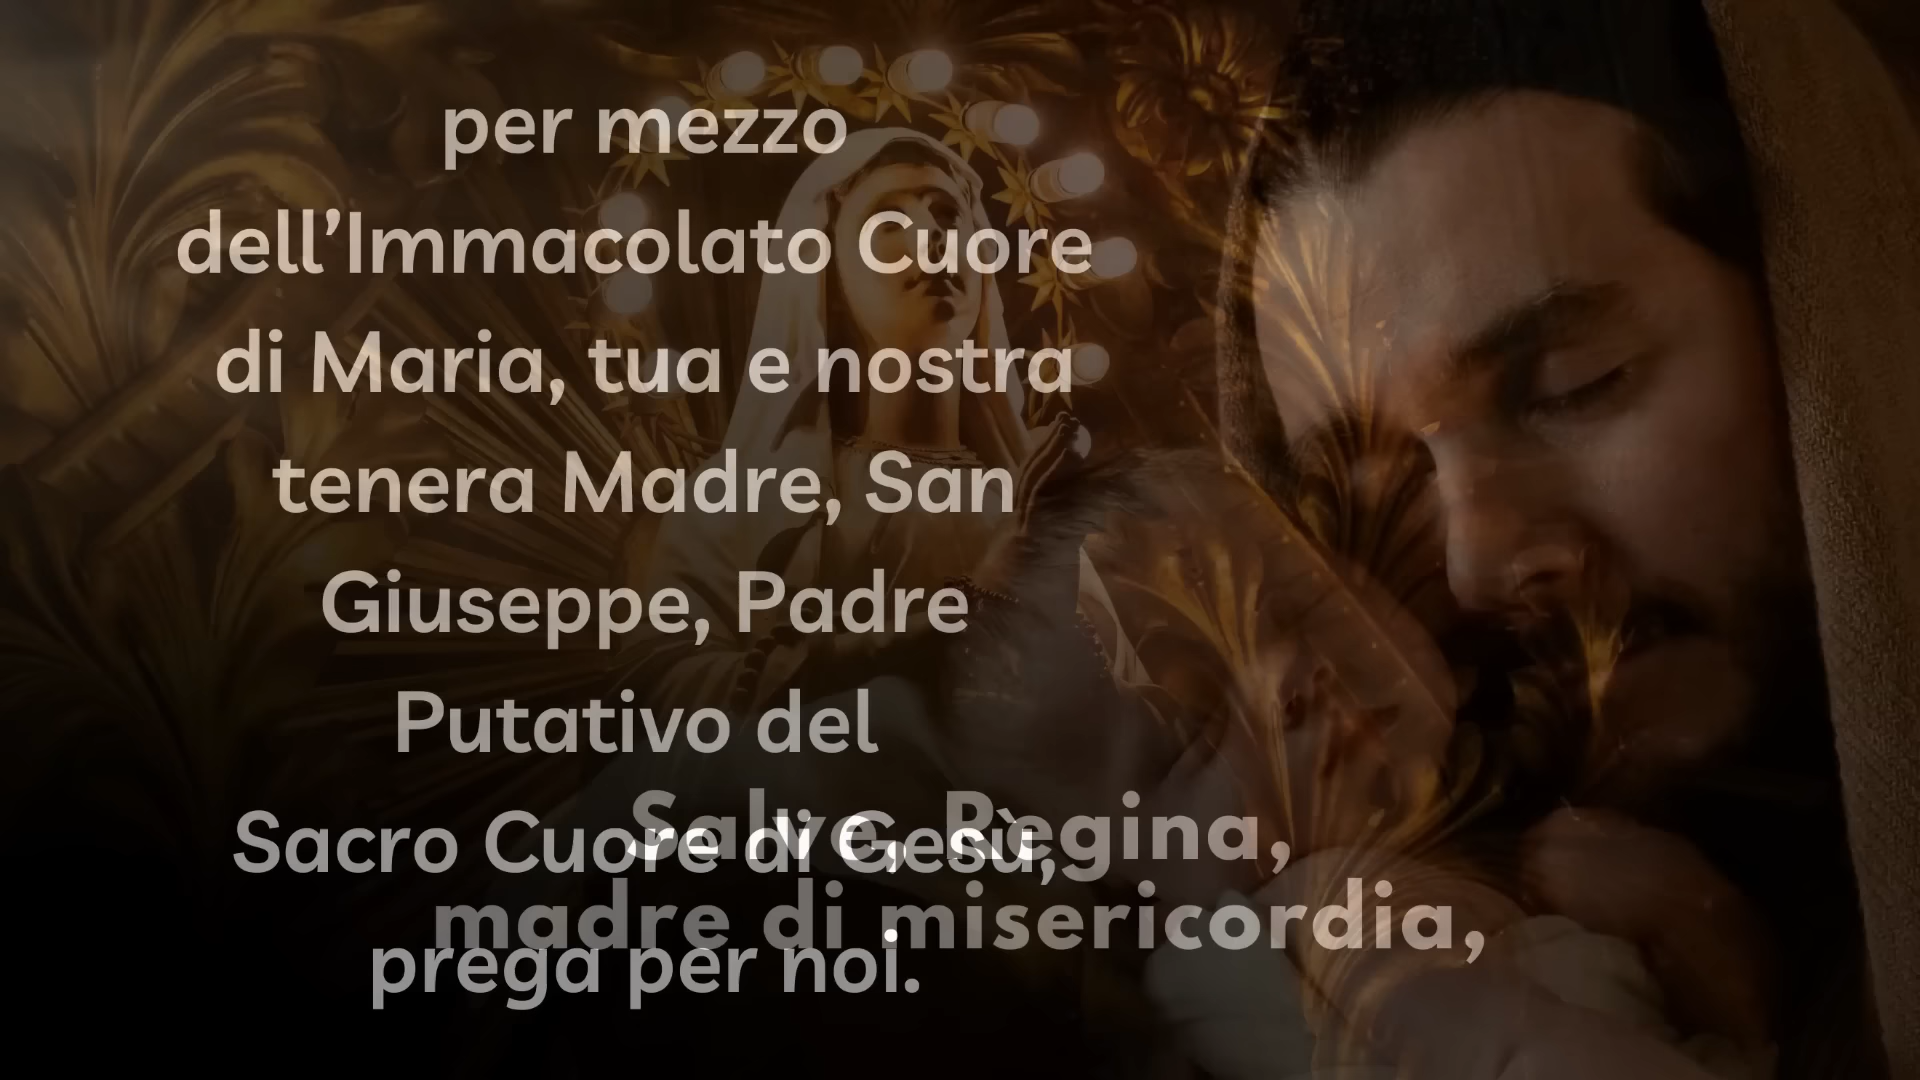 per mezzo
dell’Immacolato Cuore
di Maria, tua e nostra
tenera Madre, San
Giuseppe, Padre
Putativo del
Sacro Cuore di Gesù,
prega per noi.
Salve, Regina,
madre di misericordia,